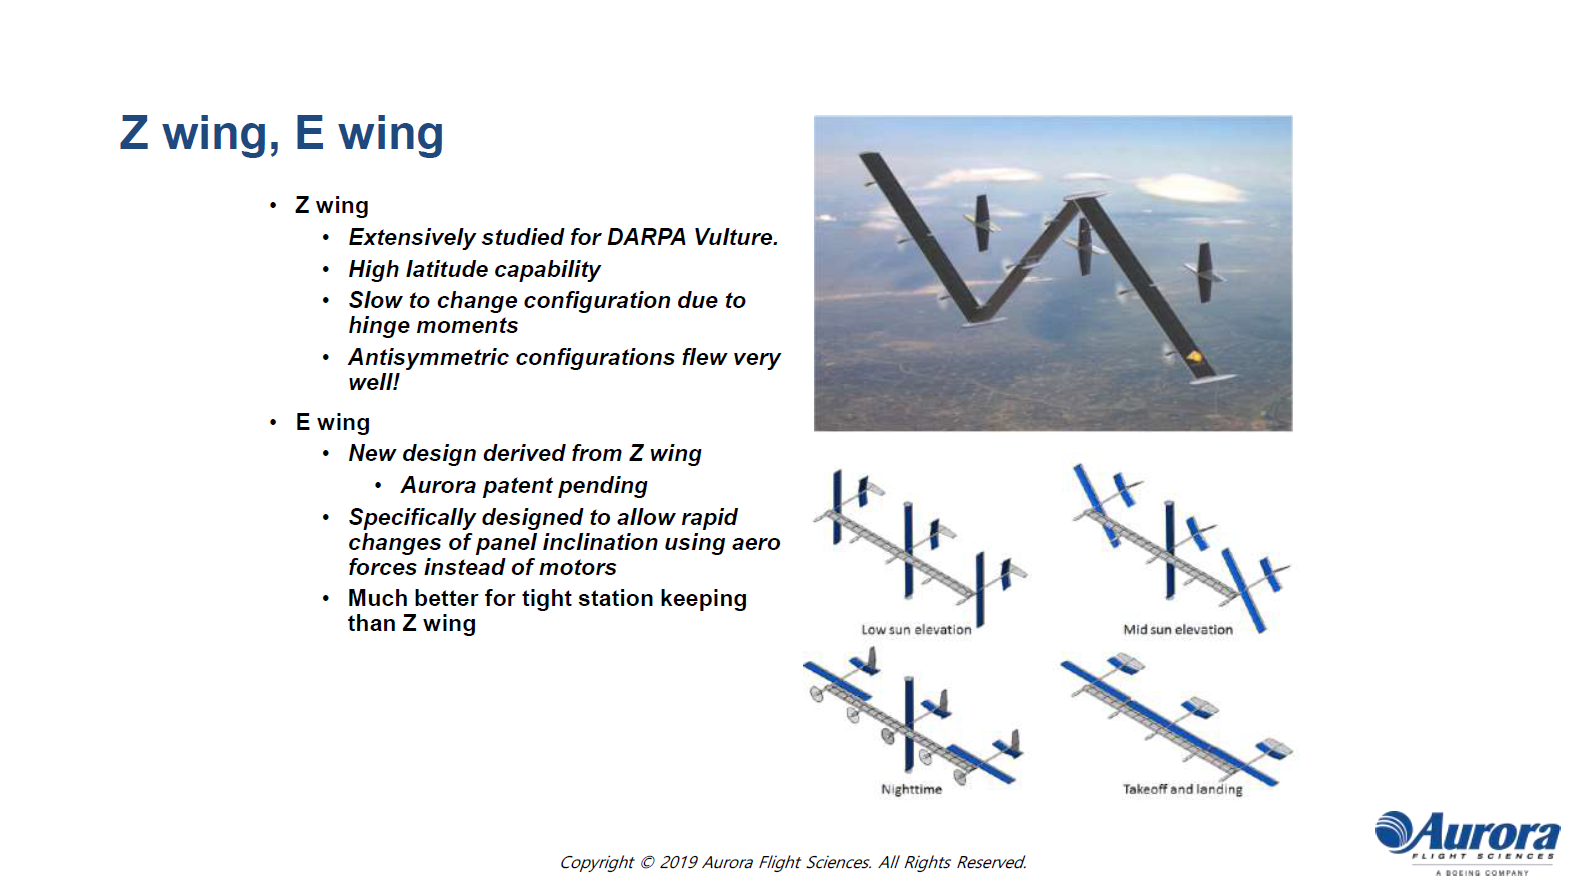 Z wing, E wing
• Z wing
• Extensively studied for DARPA Vulture.
• High latitude capability
• Slow to change configuration due to
hinge moments
• Antisymmetric configurations flew very
well!
• E wing
• New design derived from Z wing
• Aurora patent pending
• Specifically designed to allow rapid
changes of panel inclination using aero
forces instead of motors
• Much better for tight station keeping
than Z wing
Low sun elevation
Mid sun elevation
Nighttime
Takeoff and landing
Copyright © 2019 Aurora Flight Sciences. All Rights Reserved.
Aurora
FLIGHT SCIENCES
A BOEING COMPANY